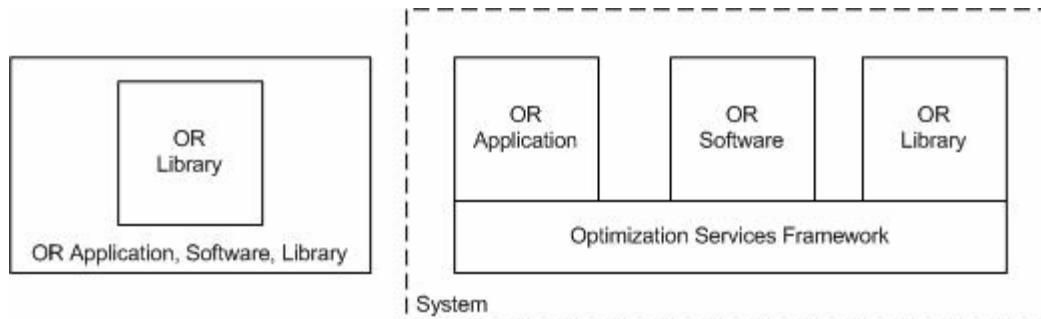 OR
Library
OR Application, Software, Library
OR
Application
OR
Software
OR
Library
Optimization Services Framework
System